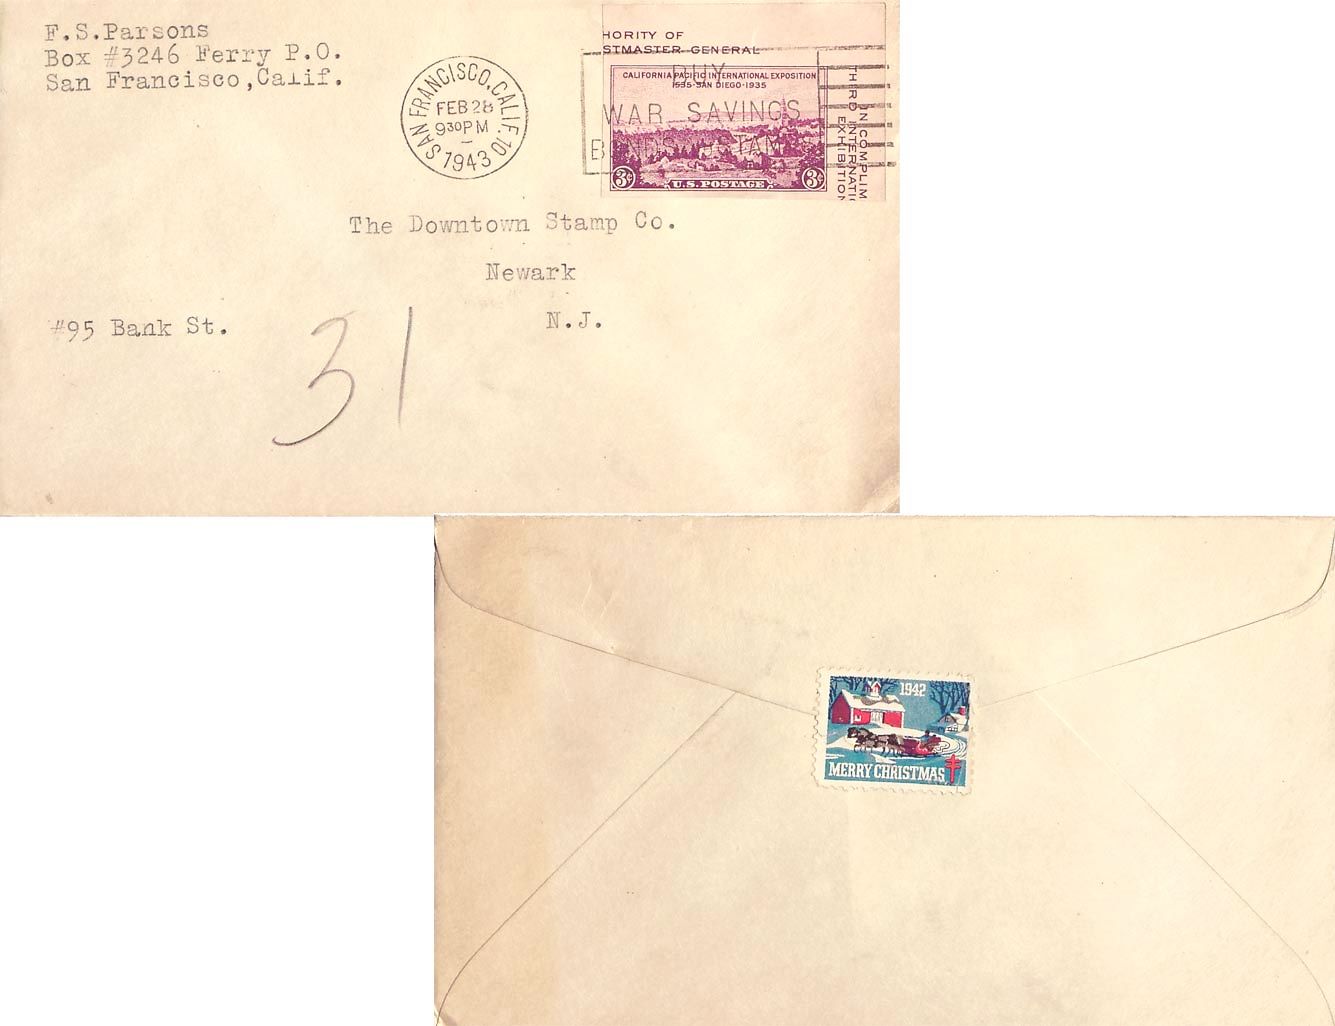 F.S.Parsons
Box #3246 Ferry P.O.
San Francisco,Calif.
SAN FRANCISCO, CALIF. 10
FEB 28
930PM
1943
HORITY OF
STMASTER GENERAL
BUY
WAR SAVINGS
CALIFORNIA PACIFIC INTERNATIONAL EXPOSITION
1535-SAN DIEGO-1935
3¢ U.S. POSTAGE 3¢
IN COMPLIM
THIRD INTERNATI
EXHIBITION
The Downtown Stamp Co.
Newark
N.J.
#95 Bank St.
31
1942
MERRY CHRISTMAS